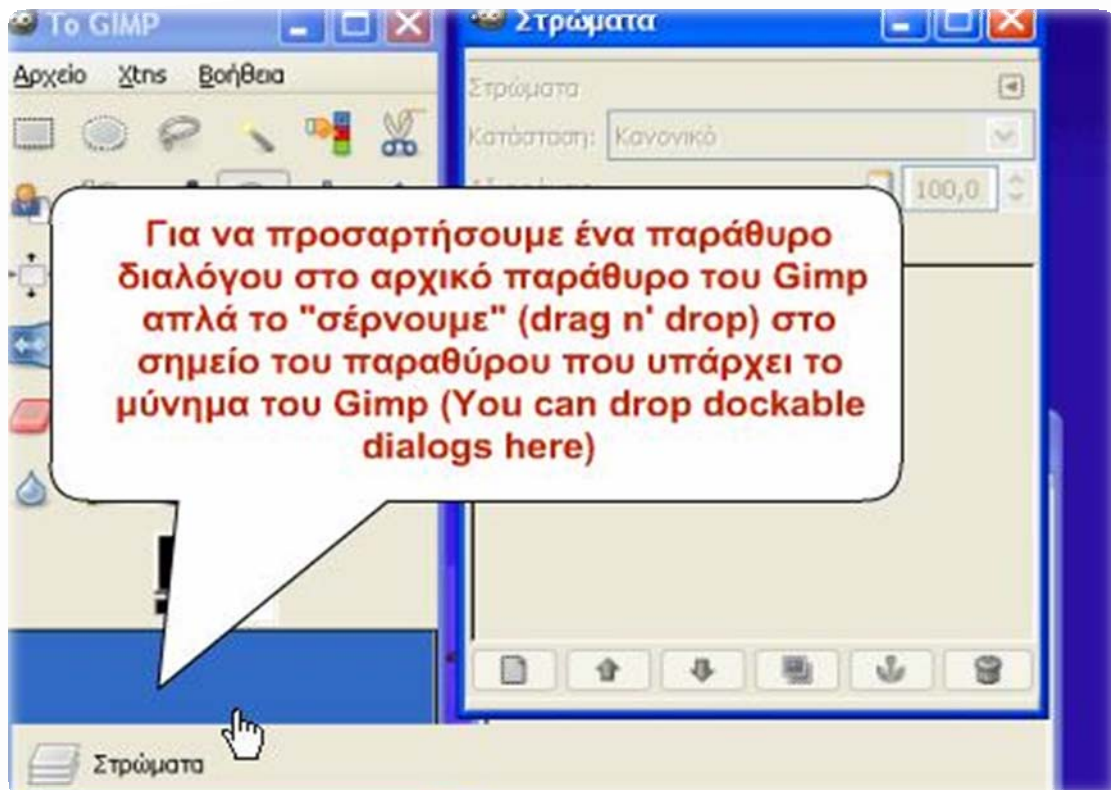 Το GIMP
Στρώματα
Αρχείο Xtns Βοήθεια
Στρώματα
Κατάσταση: Κανονικό
100,0
Για να προσαρτήσουμε ένα παράθυρο
διαλόγου στο αρχικό παράθυρο του Gimp
απλά το "σέρνουμε" (drag n' drop) στο
σημείο του παραθύρου που υπάρχει το
μύνημα του Gimp (You can drop dockable
dialogs here)
Στρώματα